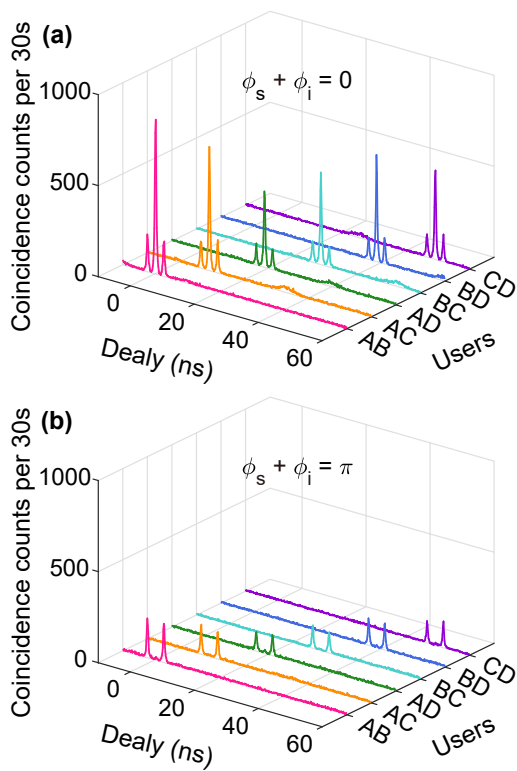 (a)
ϕs + ϕi = 0
Coincidence counts per 30s
1000
500
0
0
20
40
60
Dealy (ns)
AB
AC
AD
BC
BD
CD
Users
(b)
ϕs + ϕi = π
Coincidence counts per 30s
1000
500
0
0
20
40
60
Dealy (ns)
AB
AC
AD
BC
BD
CD
Users